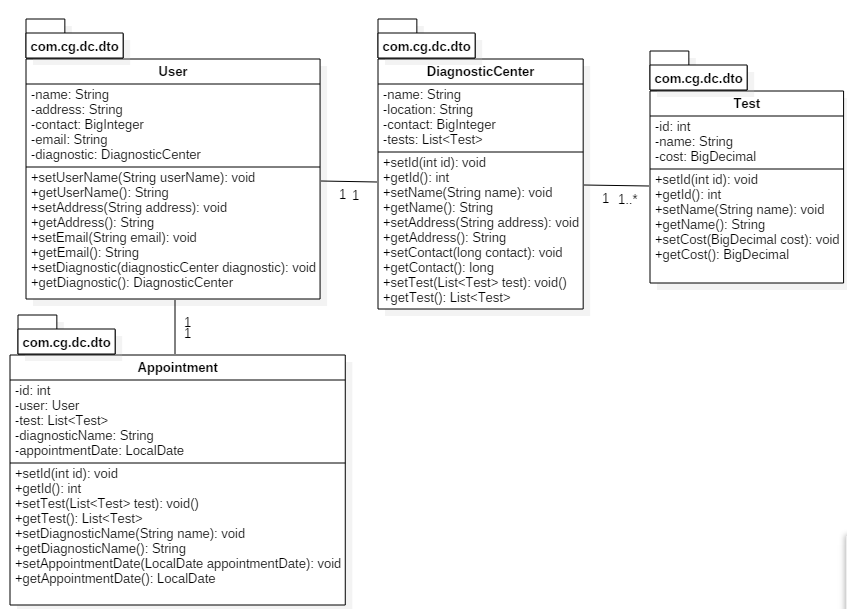 com.cg.dc.dto
User
-name: String
-address: String
-contact: BigInteger
-email: String
-diagnostic: DiagnosticCenter
+setUserName(String userName): void
+getUserName(): String
+setAddress(String address): void
+getAddress(): String
+setEmail(String email): void
+getEmail(): String
+setDiagnostic(diagnosticCenter diagnostic): void
+getDiagnostic(): DiagnosticCenter
1 1
com.cg.dc.dto
DiagnosticCenter
-name: String
-location: String
-contact: BigInteger
-tests: List<Test>
+setId(int id): void
+getId(): int
+setName(String name): void
+getName(): String
+setAddress(String address): void
+getAddress(): String
+setContact(long contact): void
+getContact(): long
+setTest(List<Test> test): void()
+getTest(): List<Test>
1 1..*
com.cg.dc.dto
Test
-id: int
-name: String
-cost: BigDecimal
+setId(int id): void
+getId(): int
+setName(String name): void
+getName(): String
+setCost(BigDecimal cost): void
+getCost(): BigDecimal
1
1
com.cg.dc.dto
Appointment
-id: int
-user: User
-test: List<Test>
-diagnosticName: String
-appointmentDate: LocalDate
+setId(int id): void
+getId(): int
+setTest(List<Test> test): void()
+getTest(): List<Test>
+setDiagnosticName(String name): void
+getDiagnosticName(): String
+setAppointmentDate(LocalDate appointmentDate): void
+getAppointmentDate(): LocalDate